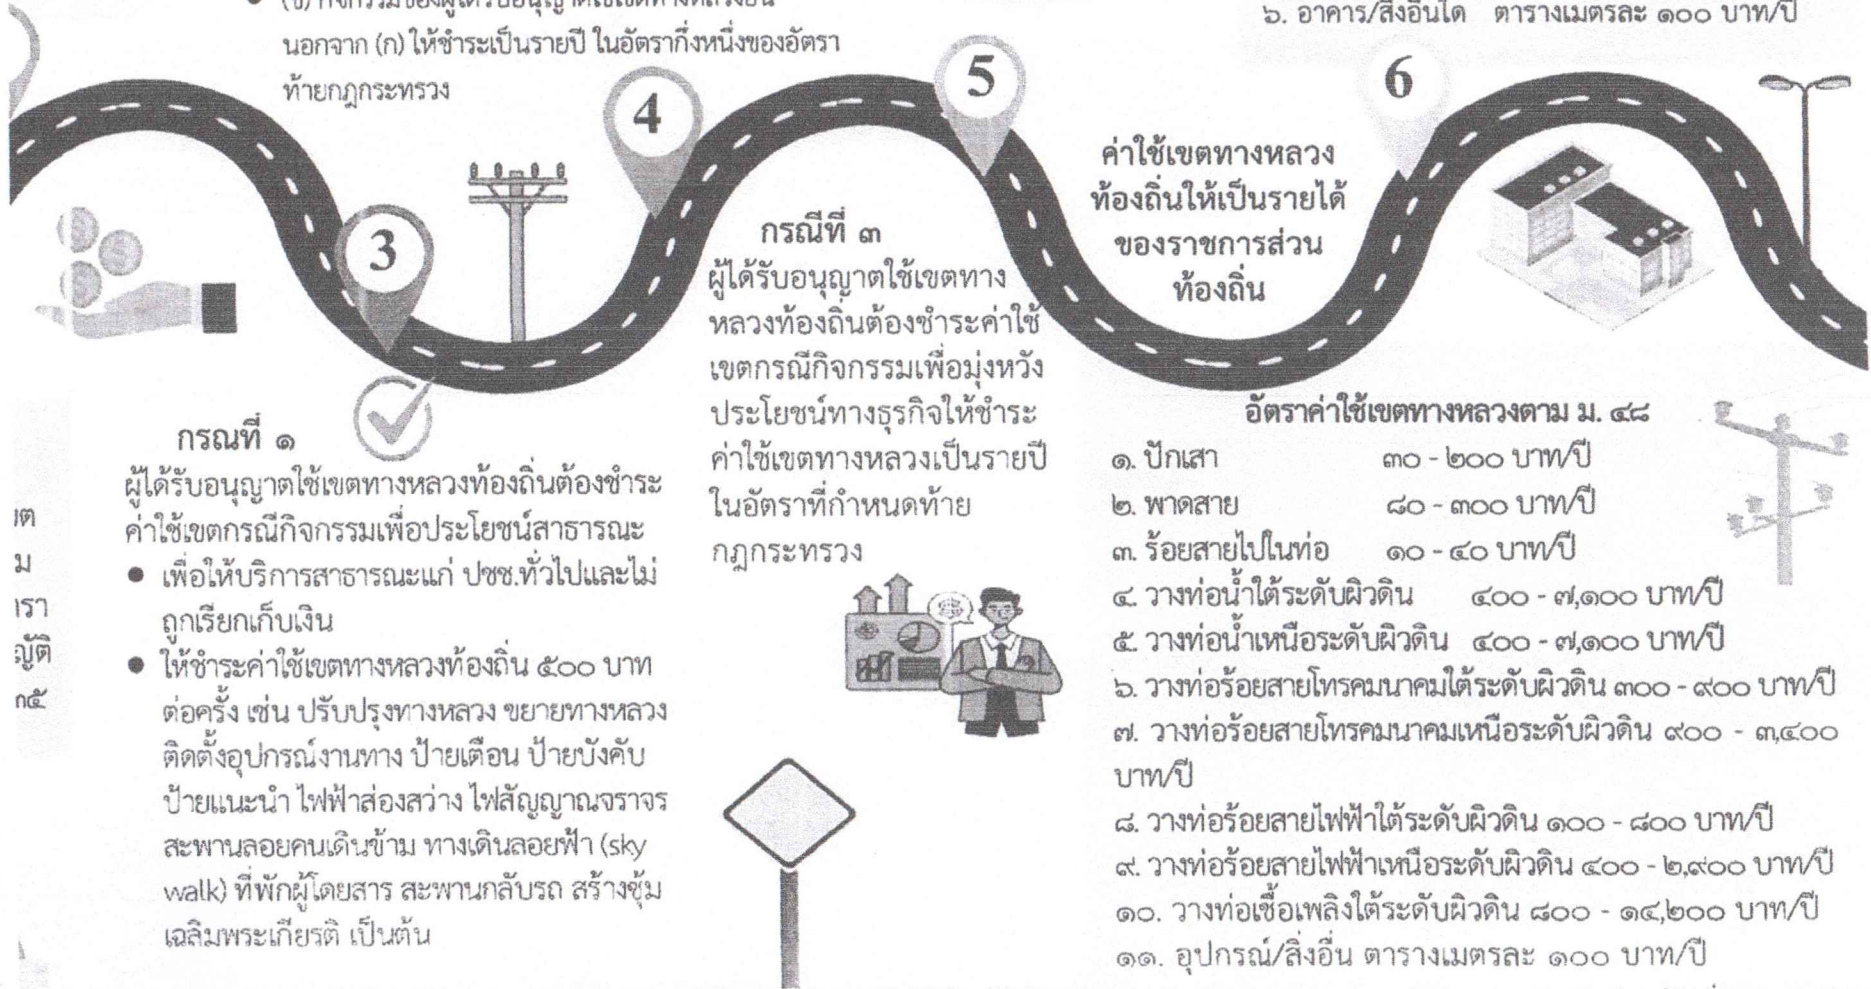 นอกจาก (ก) ให้ชำระเป็นรายปี ในอัตรากึ่งหนึ่งของอัตรา
ท้ายกฎกระทรวง
๖. อาคาร/สิ่งอื่นใด ตารางเมตรละ ๑๐๐ บาท/ปี
3
4
5
6
กรณที่ ๑
ผู้ได้รับอนุญาตใช้เขตทางหลวงท้องถิ่นต้องชำระ
ค่าใช้เขตกรณีกิจกรรมเพื่อประโยชน์สาธารณะ
● เพื่อให้บริการสาธารณะแก่ ปชช.ทั่วไปและไม่
ถูกเรียกเก็บเงิน
● ให้ชำระค่าใช้เขตทางหลวงท้องถิ่น ๕๐๐ บาท
ต่อครั้ง เช่น ปรับปรุงทางหลวง ขยายทางหลวง
ติดตั้งอุปกรณ์งานทาง ป้ายเตือน ป้ายบังคับ
ป้ายแนะนำ ไฟฟ้าส่องสว่าง ไฟสัญญาณจราจร
สะพานลอยคนเดินข้าม ทางเดินลอยฟ้า (sky
walk) ที่พักผู้โดยสาร สะพานกลับรถ สร้างซุ้ม
เฉลิมพระเกียรติ เป็นต้น
กรณีที่ ๓
ผู้ได้รับอนุญาตใช้เขตทาง
หลวงท้องถิ่นต้องชำระค่าใช้
เขตกรณีกิจกรรมเพื่อมุ่งหวัง
ประโยชน์ทางธุรกิจให้ชำระ
ค่าใช้เขตทางหลวงเป็นรายปี
ในอัตราที่กำหนดท้าย
กฎกระทรวง
ค่าใช้เขตทางหลวง
ท้องถิ่นให้เป็นรายได้
ของราชการส่วน
ท้องถิ่น
อัตราค่าใช้เขตทางหลวงตาม ม. ๔๘
๑. ปักเสา ๓๐ - ๒๐๐ บาท/ปี
๒. พาดสาย ๘๐ - ๓๐๐ บาท/ปี
๓. ร้อยสายไปในท่อ ๑๐ - ๔๐ บาท/ปี
๔. วางท่อน้ำใต้ระดับผิวดิน ๔๐๐ - ๗,๑๐๐ บาท/ปี
๕. วางท่อน้ำเหนือระดับผิวดิน ๔๐๐ - ๗,๑๐๐ บาท/ปี
๖. วางท่อร้อยสายโทรคมนาคมใต้ระดับผิวดิน ๓๐๐ - ๙๐๐ บาท/ปี
๗. วางท่อร้อยสายโทรคมนาคมเหนือระดับผิวดิน ๙๐๐ - ๓,๔๐๐
บาท/ปี
๘. วางท่อร้อยสายไฟฟ้าใต้ระดับผิวดิน ๑๐๐ - ๘๐๐ บาท/ปี
๙. วางท่อร้อยสายไฟฟ้าเหนือระดับผิวดิน ๔๐๐ - ๒,๙๐๐ บาท/ปี
๑๐. วางท่อเชื้อเพลิงใต้ระดับผิวดิน ๘๐๐ - ๑๔,๒๐๐ บาท/ปี
๑๑. อุปกรณ์/สิ่งอื่น ตารางเมตรละ ๑๐๐ บาท/ปี